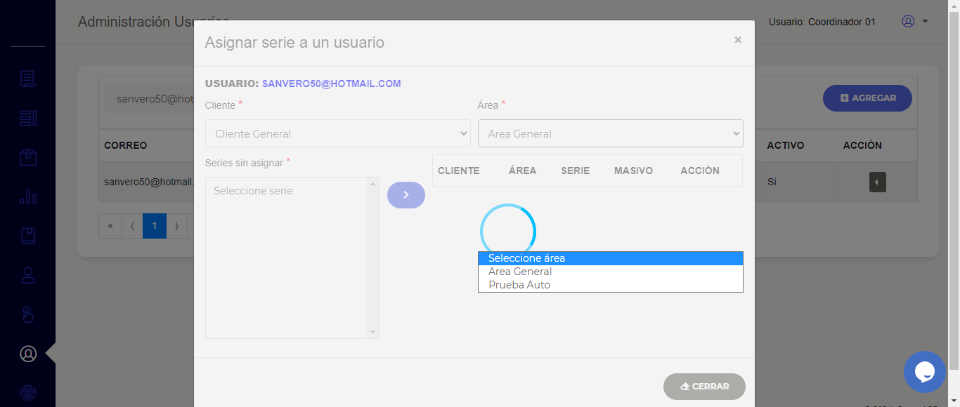 Administración Usuarios
Usuario: Coordinador 01
Asignar serie a un usuario
×
USUARIO: SANVERO50@HOTMAIL.COM
sanvero50@hot
AGREGAR
Cliente *
Área *
Cliente General
Area General
CORREO
ACTIVO
ACCIÓN
Series sin asignar *
CLIENTE ÁREA SERIE MASIVO ACCIÓN
sanvero50@hotmail.
Si
Seleccione serie
« ⟨ 1 ⟩
Seleccione área
Area General
Prueba Auto
CERRAR